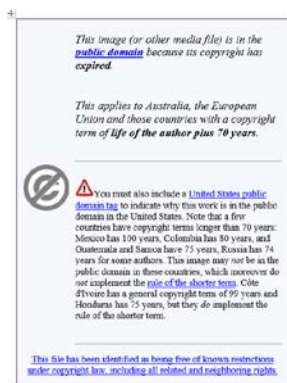 This image (or other media file) is in the
public domain because its copyright has
expired.
This applies to Australia, the European
Union and those countries with a copyright
term of life of the author plus 70 years.
You must also include a United States public
domain tag to indicate why this work is in the public
domain in the United States. Note that a few
countries have copyright terms longer than 70 years:
Mexico has 100 years, Colombia has 80 years, and
Guatemala and Samoa have 75 years, Russia has 74
years for some authors. This image may not be in the
public domain in these countries, which moreover do
not implement the rule of the shorter term. Côte
d'Ivoire has a general copyright term of 99 years and
Honduras has 75 years, but they do implement the
rule of the shorter term.
This file has been identified as being free of known restrictions
under copyright law, including all related and neighboring rights.